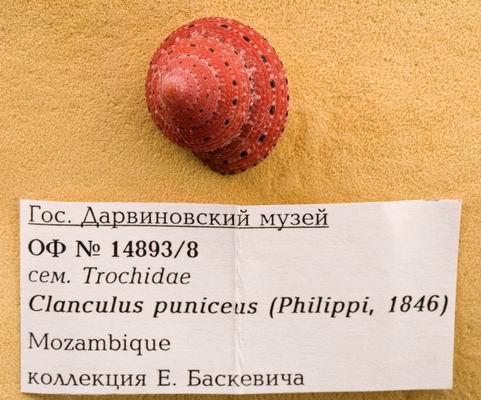 Гос. Дарвиновский музей
ОФ № 14893/8
сем. Trochidae
Clanculus puniceus (Philippi, 1846)
Mozambique
коллекция Е. Баскевича